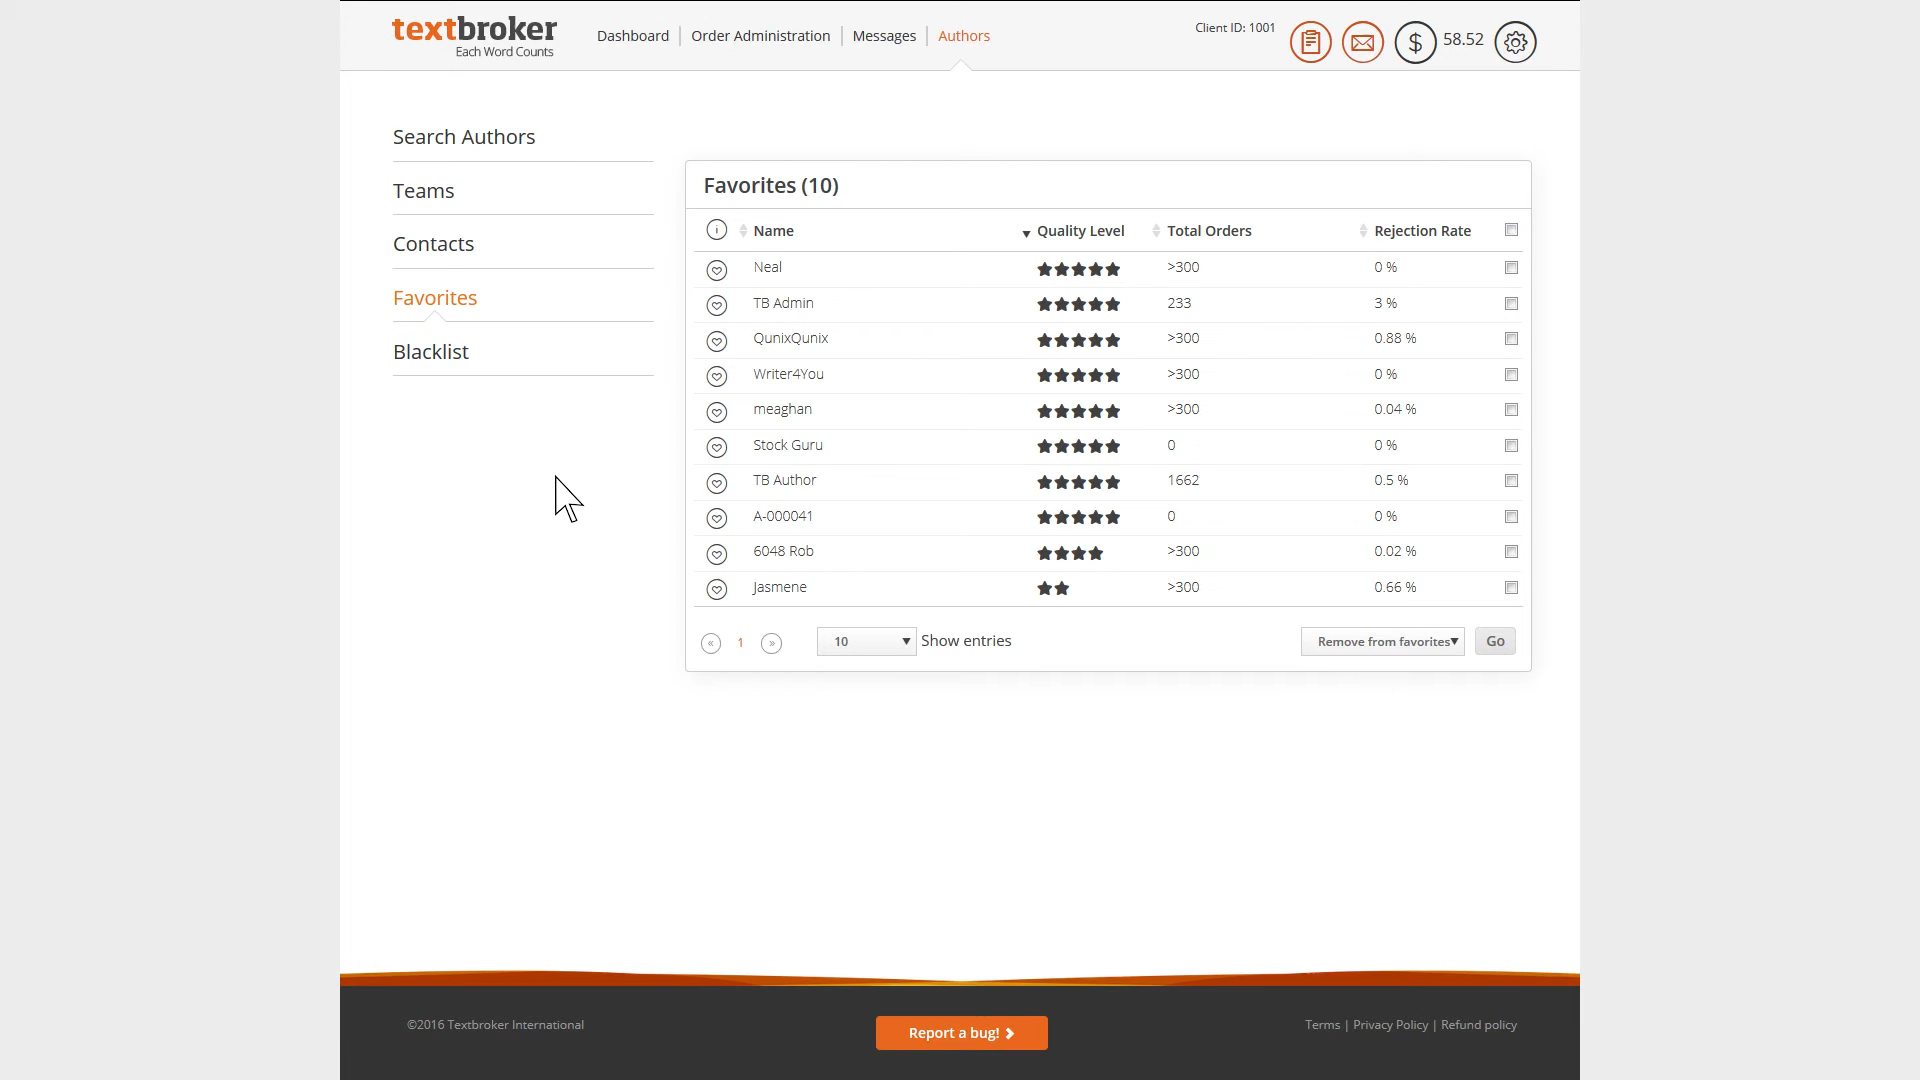 textbroker
Each Word Counts
Dashboard | Order Administration | Messages | Authors
Client ID: 1001
$ 58.52
Search Authors
Teams
Contacts
Favorites
Blacklist
Favorites (10)
i Name Quality Level Total Orders Rejection Rate
Neal >300 0 %
TB Admin 233 3 %
QunixQunix >300 0.88 %
Writer4You >300 0 %
meaghan >300 0.04 %
Stock Guru 0 0 %
TB Author 1662 0.5 %
A-000041 0 0 %
6048 Rob >300 0.02 %
Jasmene >300 0.66 %
« 1 » 10 Show entries Remove from favorites Go
©2016 Textbroker International
Report a bug!
Terms | Privacy Policy | Refund policy